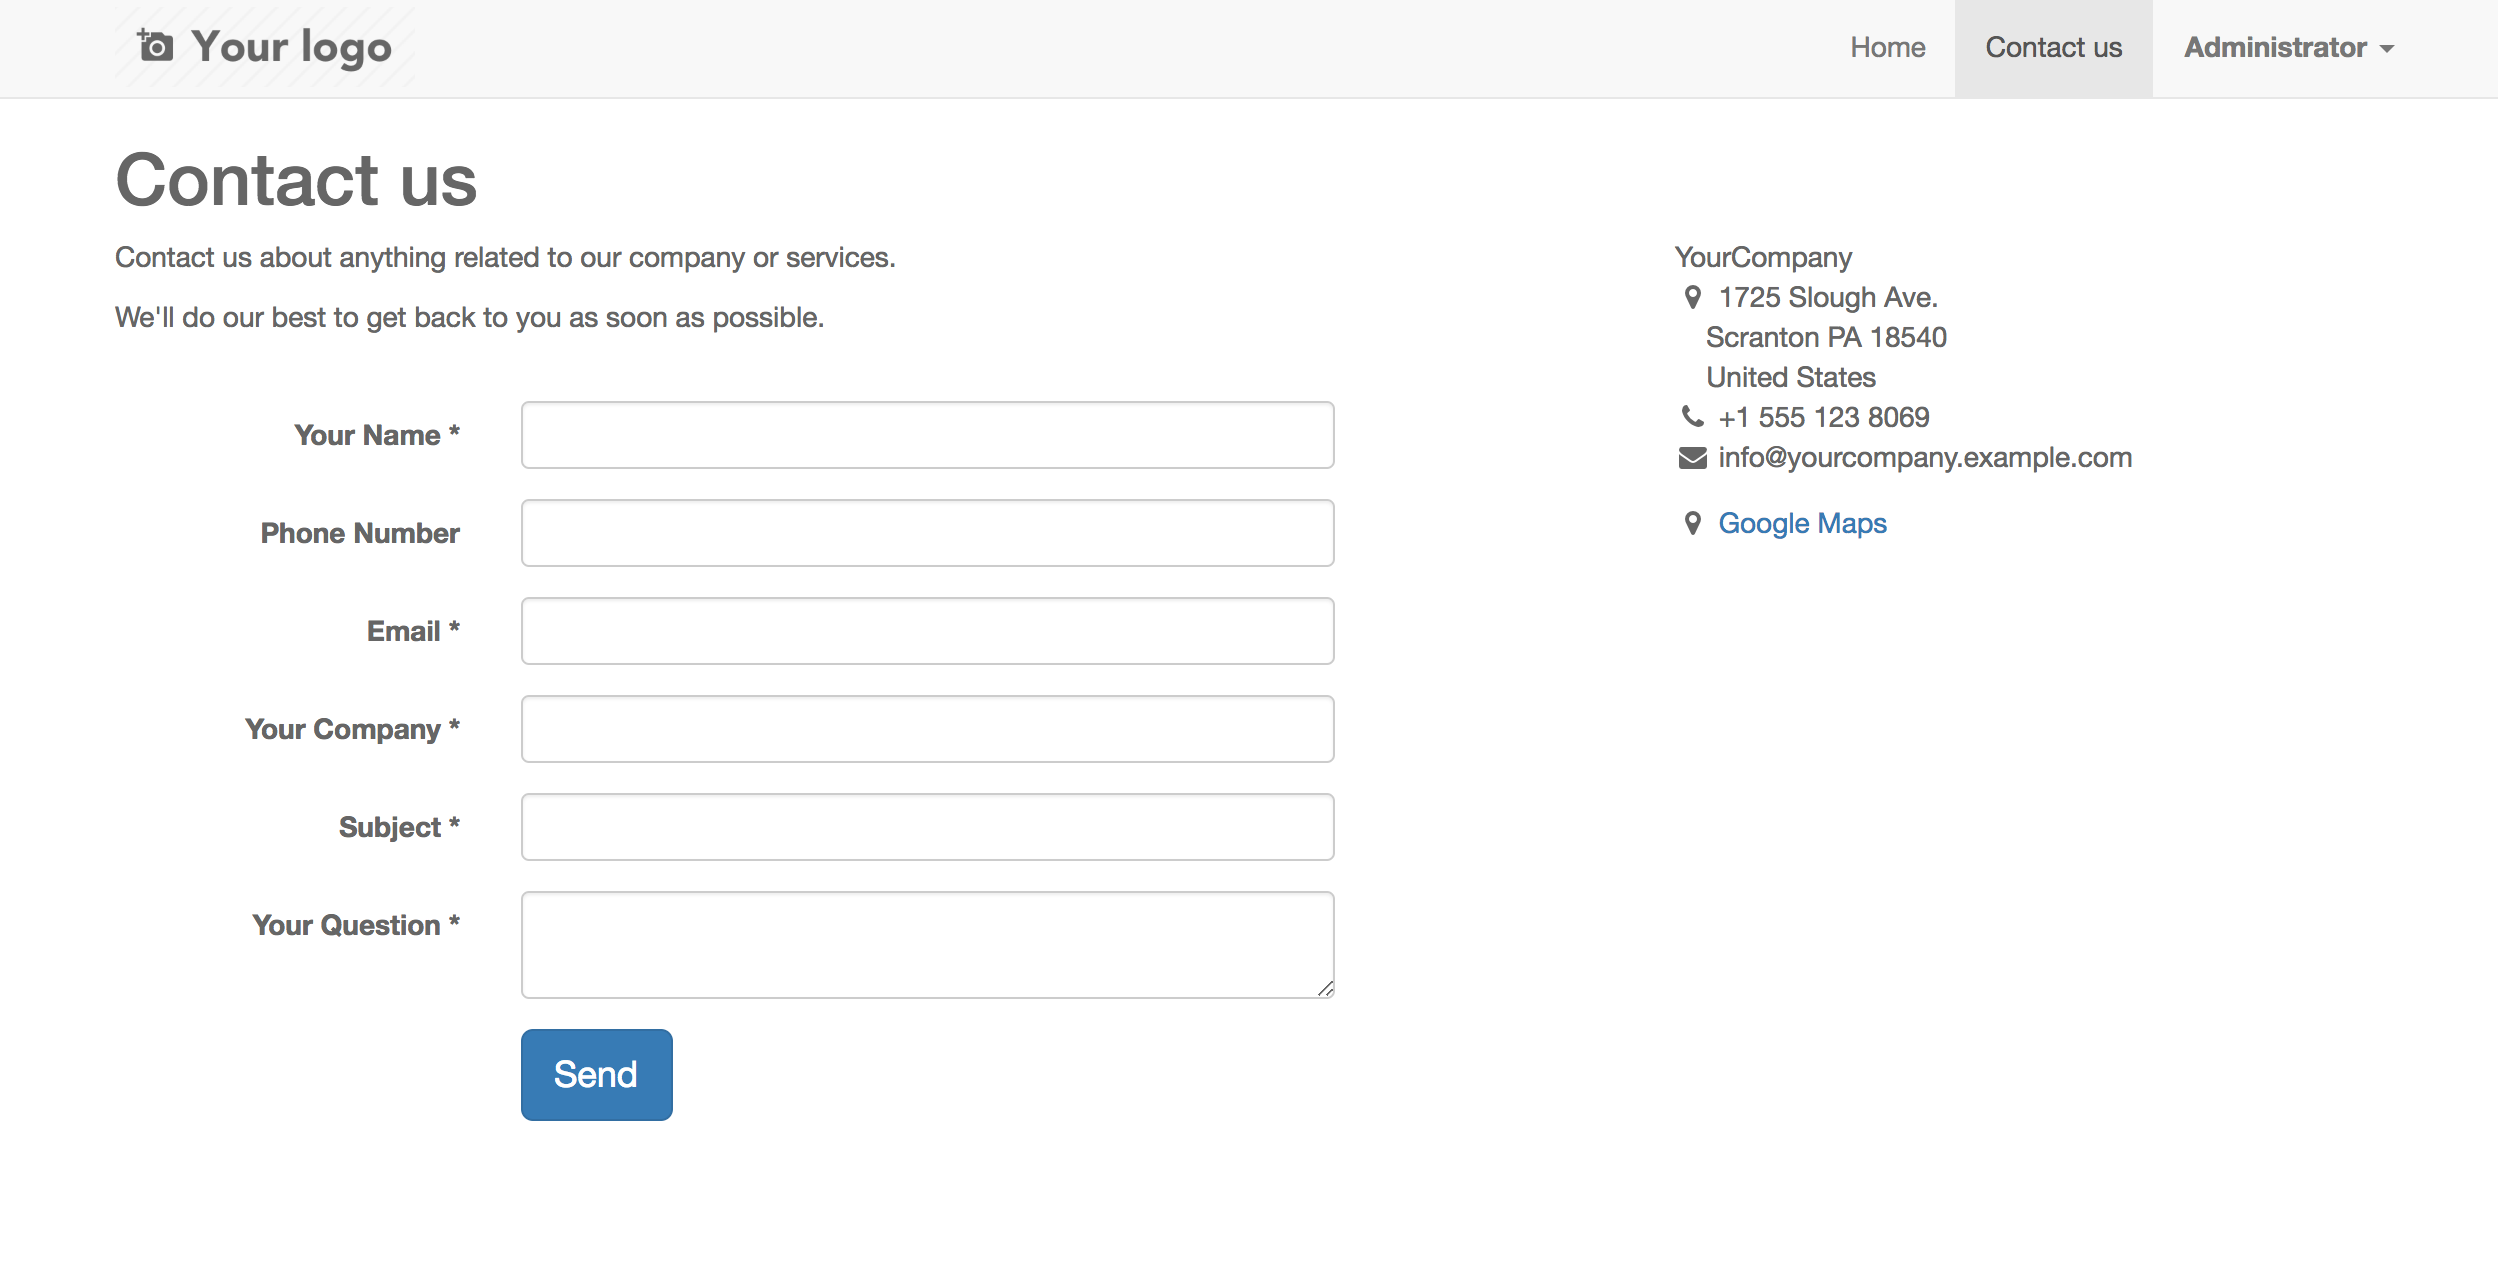 Your logo
Home
Contact us
Administrator
Contact us
Contact us about anything related to our company or services.
We'll do our best to get back to you as soon as possible.
Your Name *
Phone Number
Email *
Your Company *
Subject *
Your Question *
Send
YourCompany
1725 Slough Ave.
Scranton PA 18540
United States
+1 555 123 8069
info@yourcompany.example.com
Google Maps